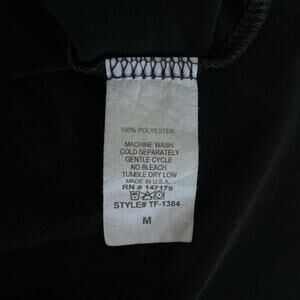 100% POLYESTER
MACHINE WASH
COLD SEPARATELY
GENTLE CYCLE
NO BLEACH
TUMBLE DRY LOW
MADE IN U.S.A.
RN # 147179
STYLE# TF-1384
M